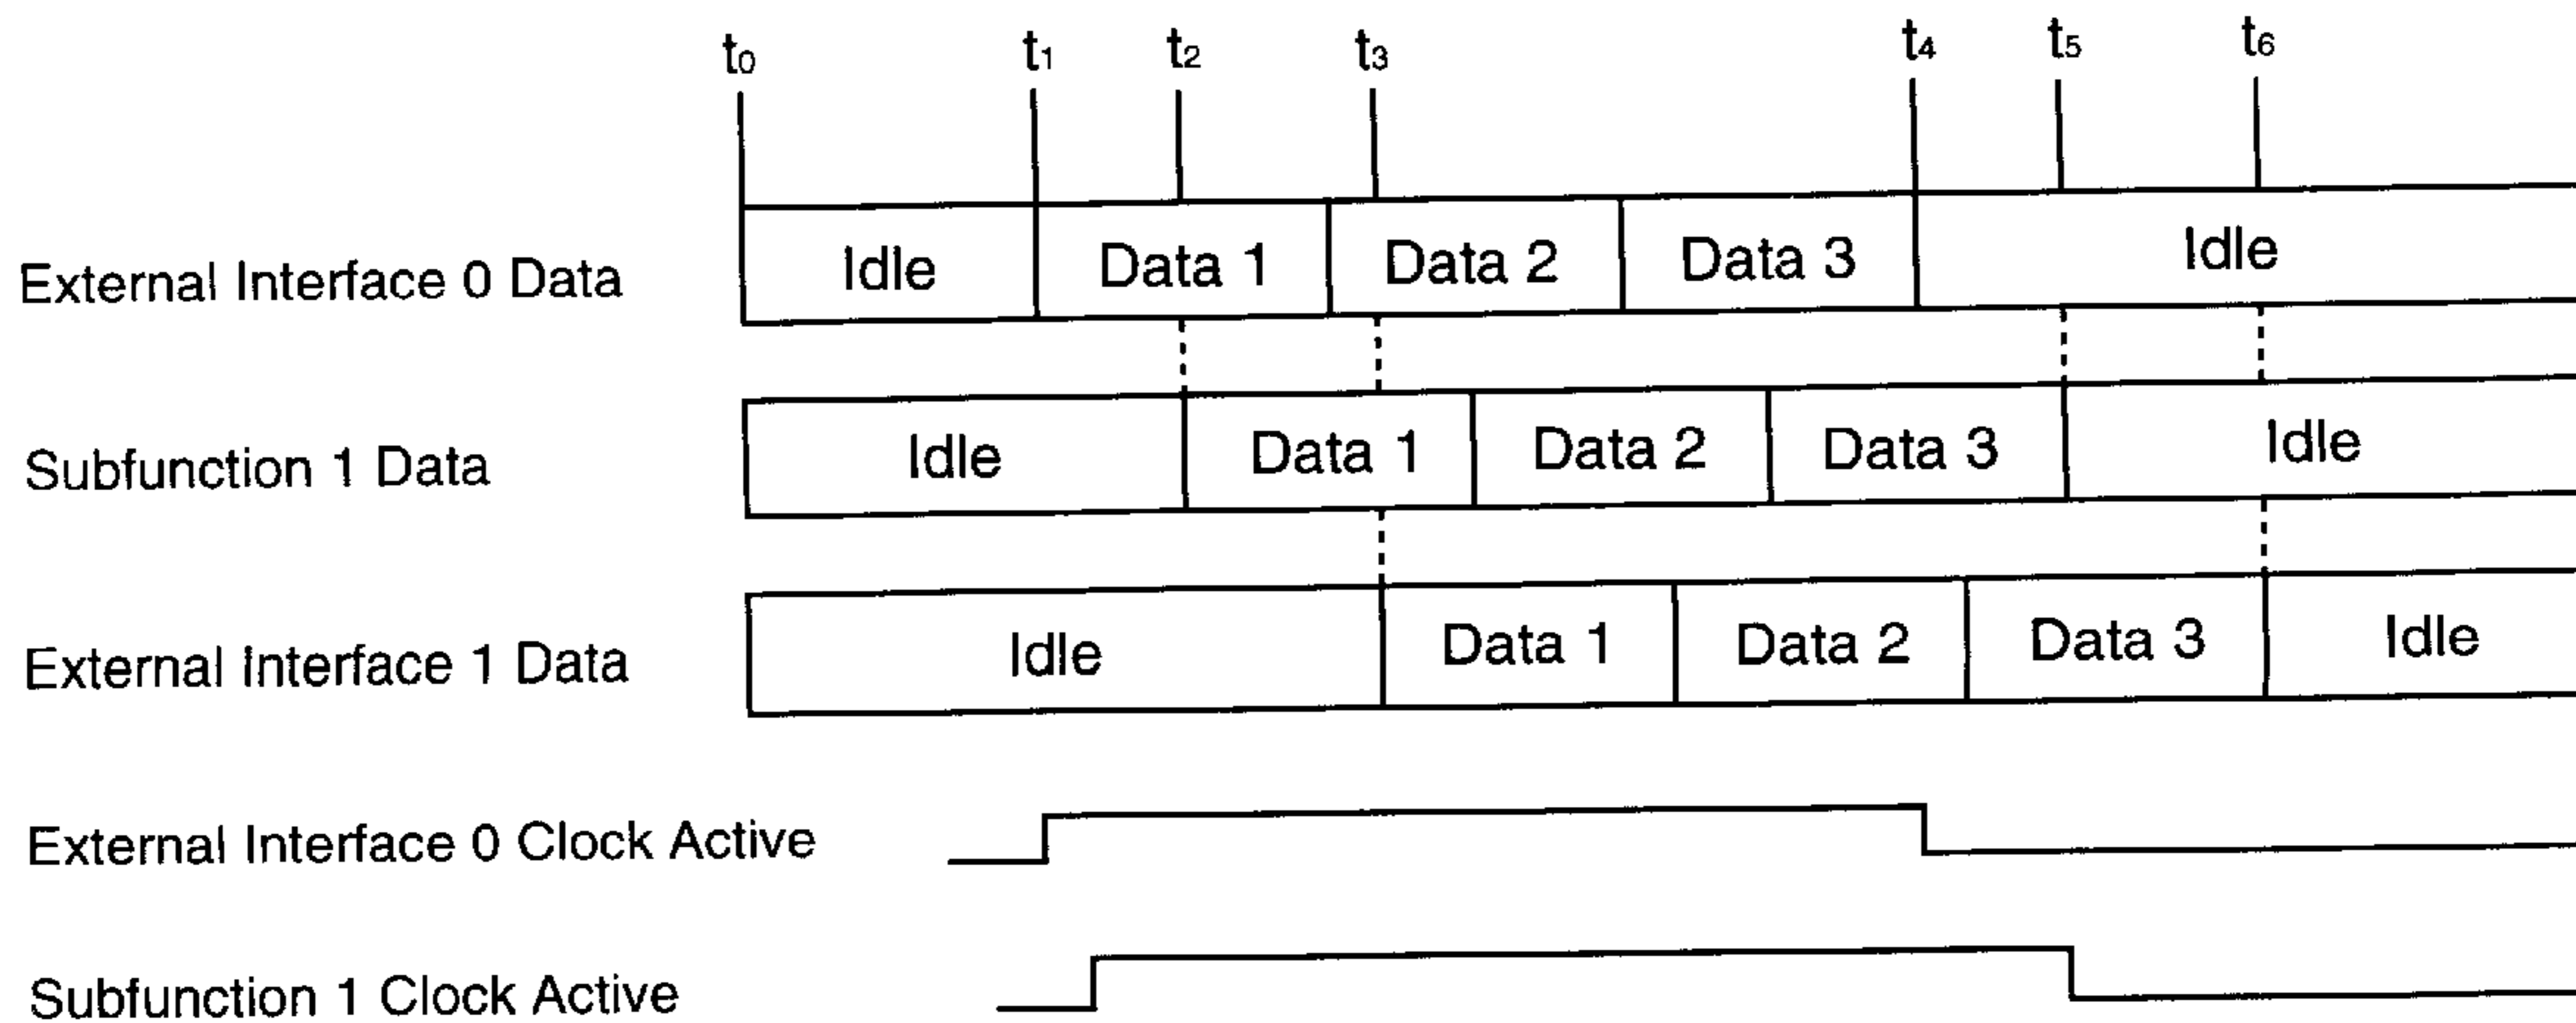 t0 t1 t2 t3 t4 t5 t6
External Interface 0 Data Idle Data 1 Data 2 Data 3 Idle
Subfunction 1 Data Idle Data 1 Data 2 Data 3 Idle
External Interface 1 Data Idle Data 1 Data 2 Data 3 Idle
External Interface 0 Clock Active
Subfunction 1 Clock Active